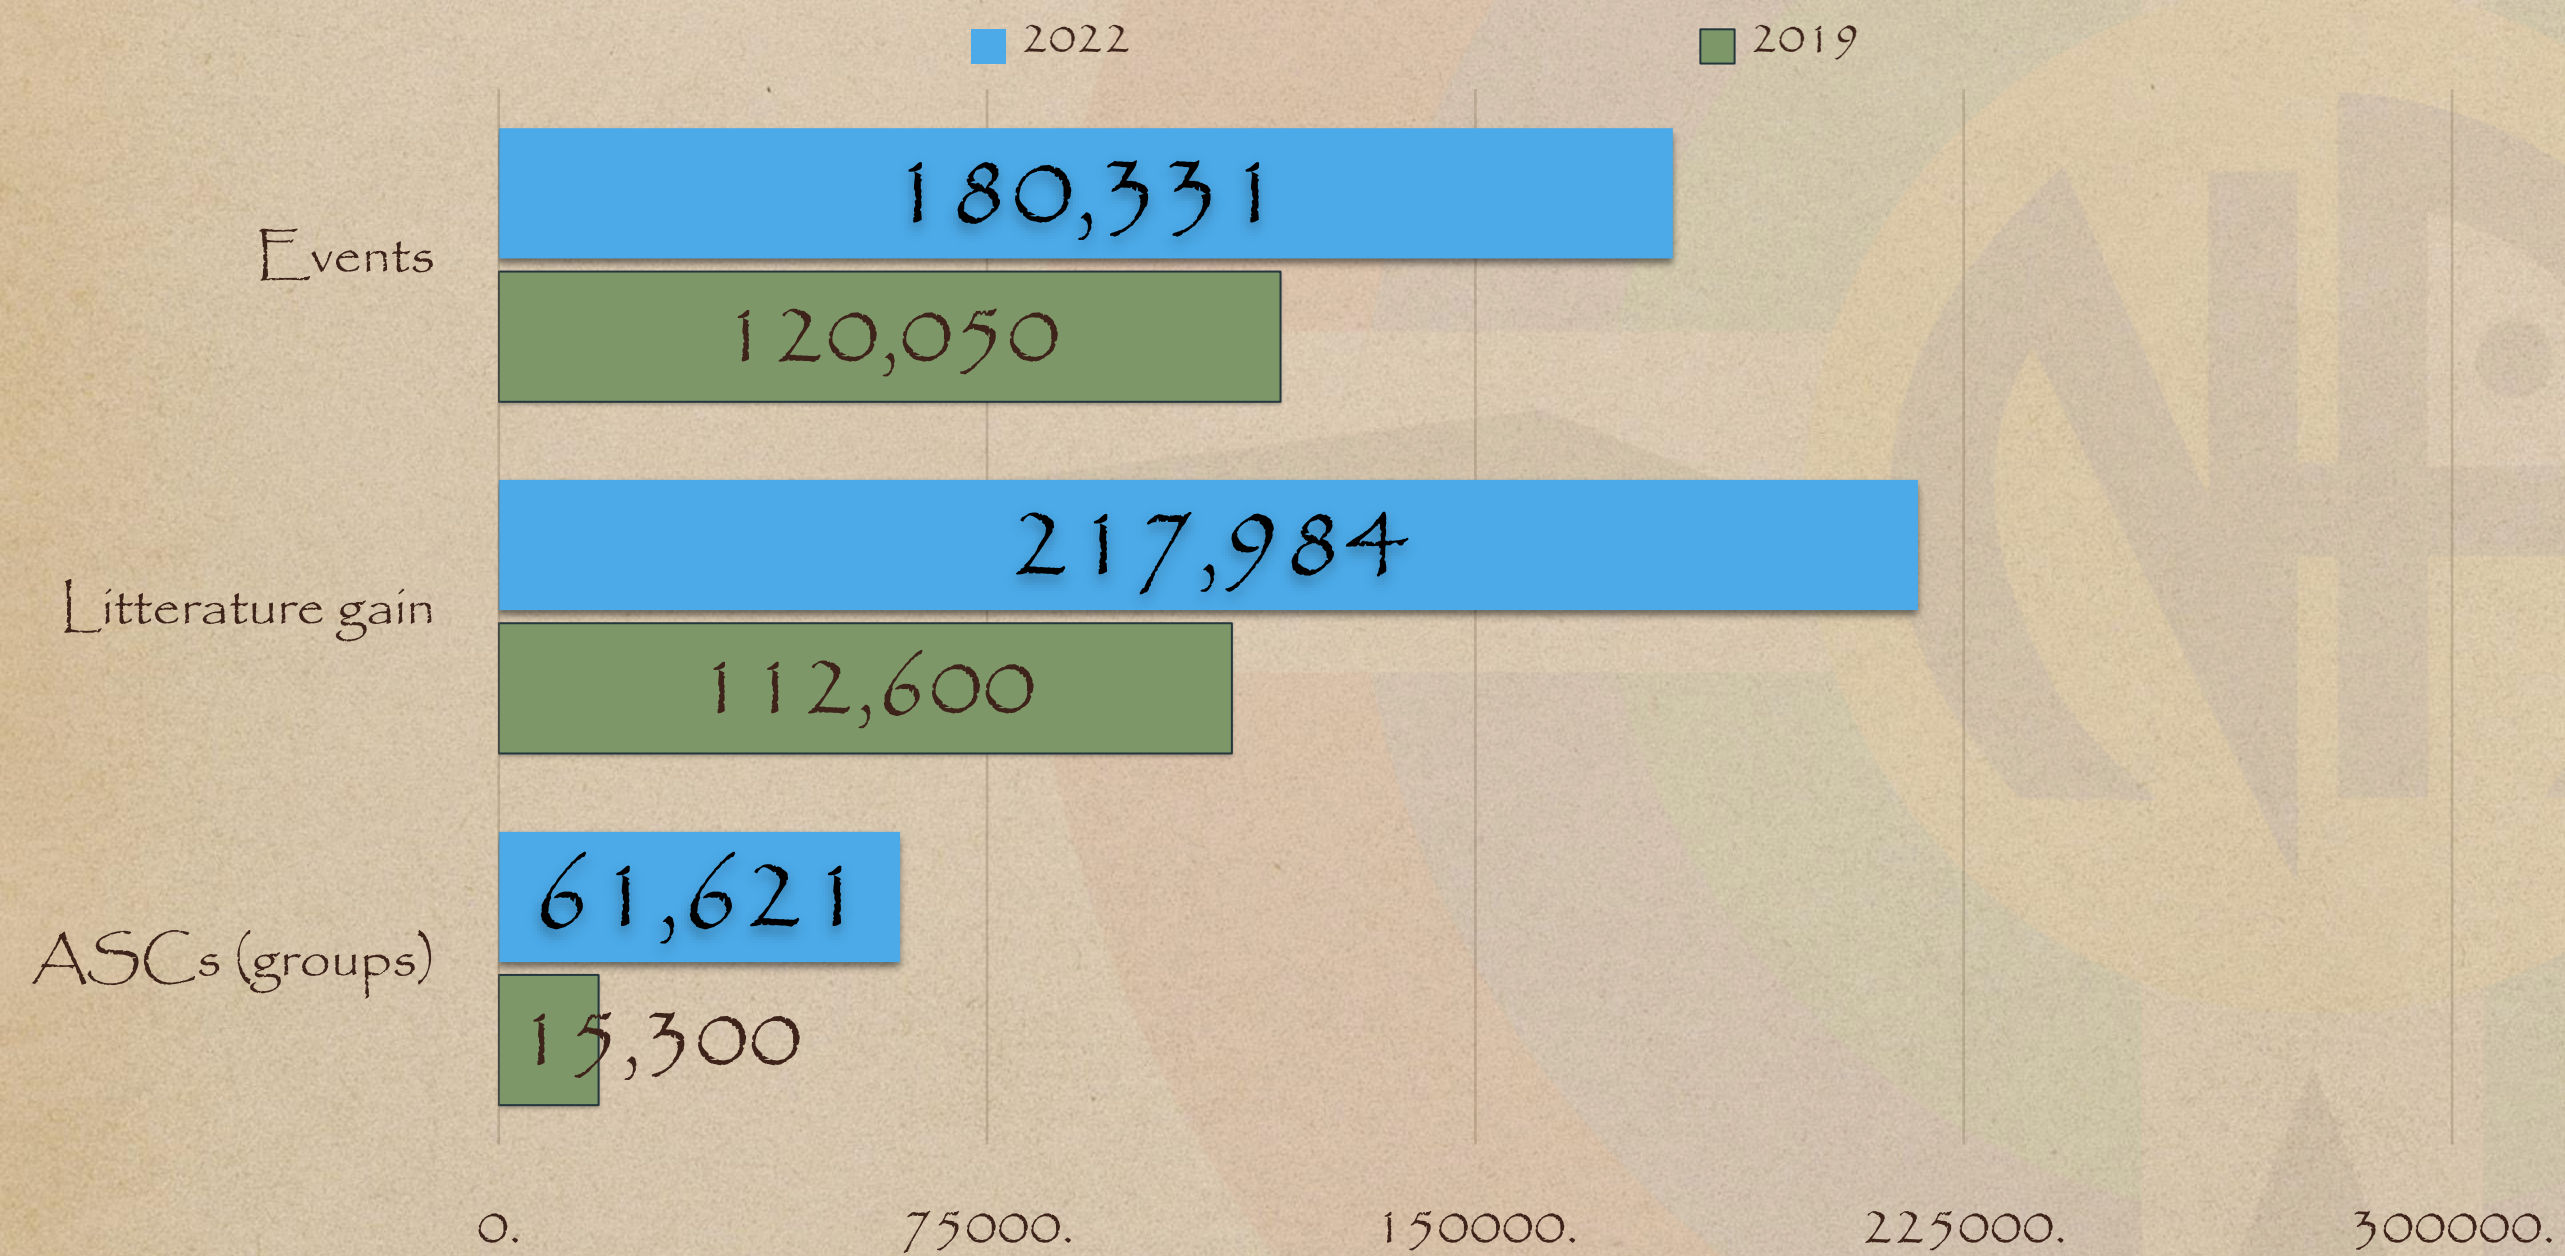 2022 2019
Events
180,331
120,050
Litterature gain
217,984
112,600
ASCs (groups)
61,621
15,300
0. 75000. 150000. 225000. 300000.